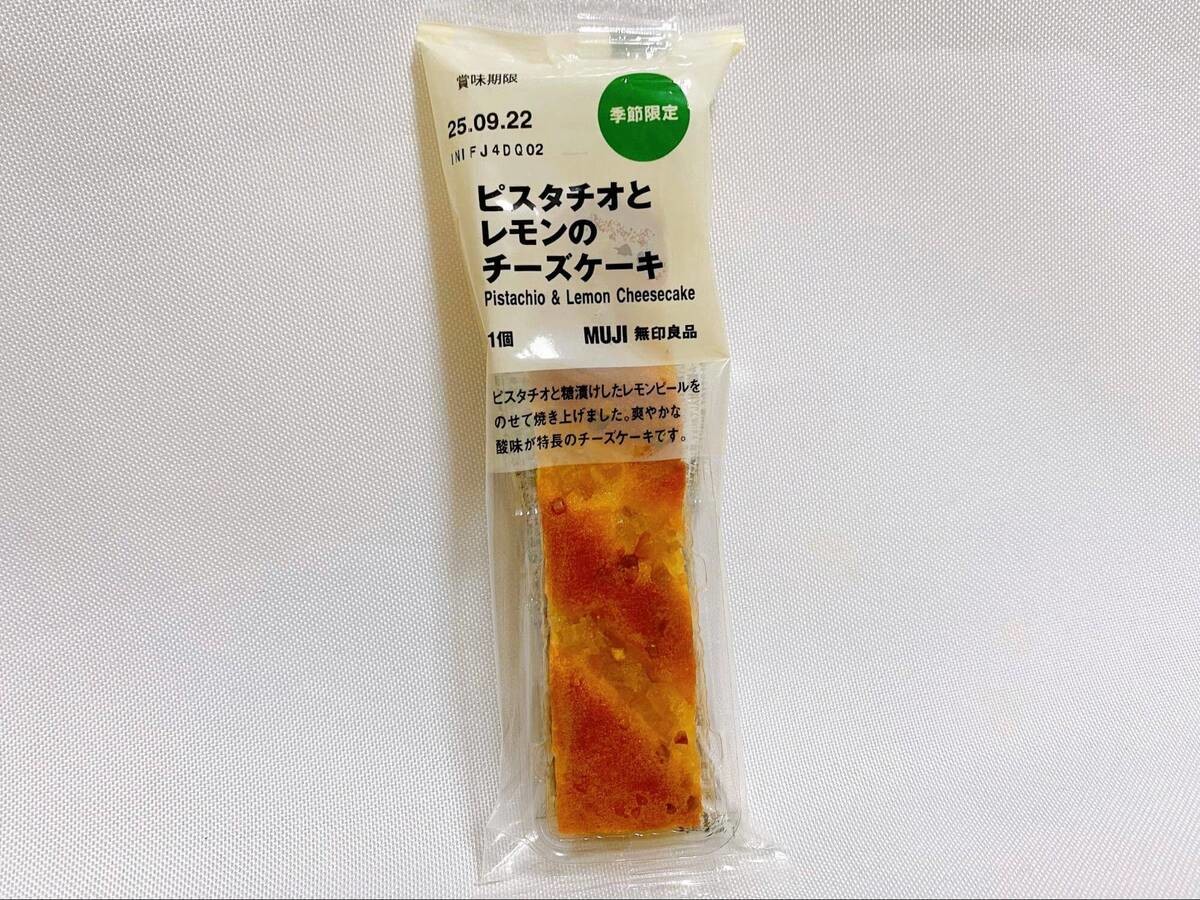 賞味期限
季節限定
25.09.22
INIFJ4DQ02
ピスタチオと
レモンの
チーズケーキ
Pistachio & Lemon Cheesecake
1個
MUJI 無印良品
ピスタチオと糖漬けしたレモンピールを
のせて焼き上げました。爽やかな
酸味が特長のチーズケーキです。